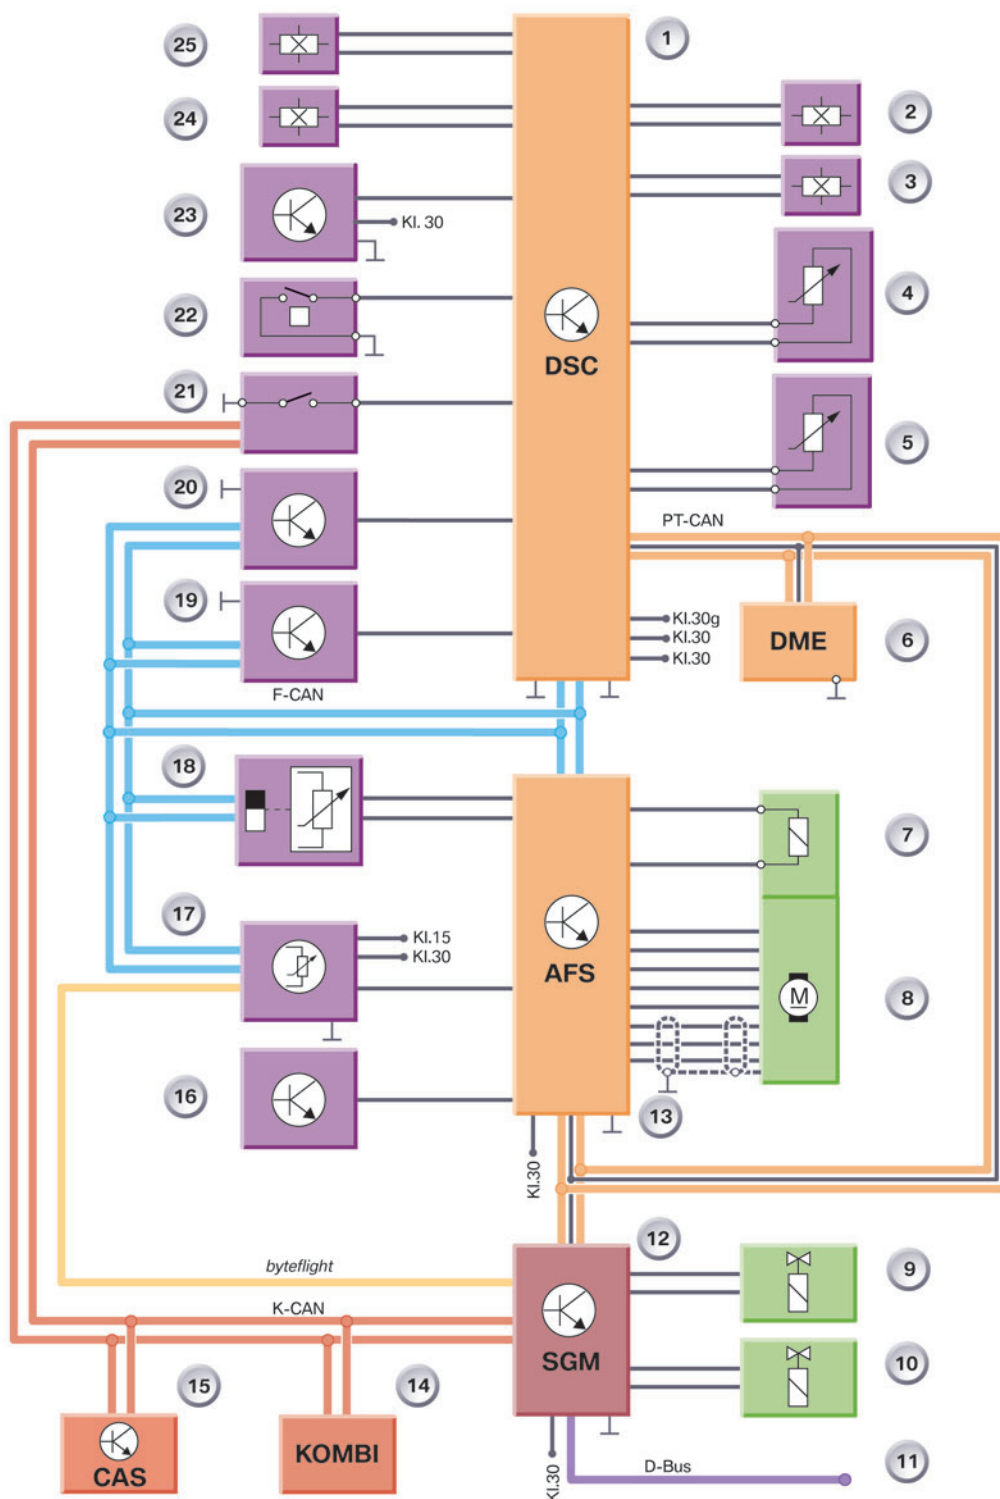 25
1
24
2
3
23
Kl. 30
4
22
DSC
21
5
20
PT-CAN
19
Kl.30g
Kl.30
Kl.30
DME
6
F-CAN
18
7
17
Kl.15
Kl.30
AFS
M
8
16
13
Kl.30
12
byteflight
9
K-CAN
SGM
10
15
14
CAS
KOMBI
Kl.30
D-Bus
11